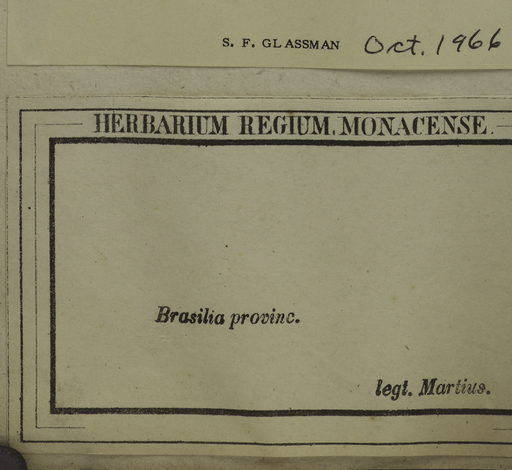 S. F. GLASSMAN Oct. 1966
HERBARIUM REGIUM MONACENSE.
Brasilia provinc.
legt. Martius.